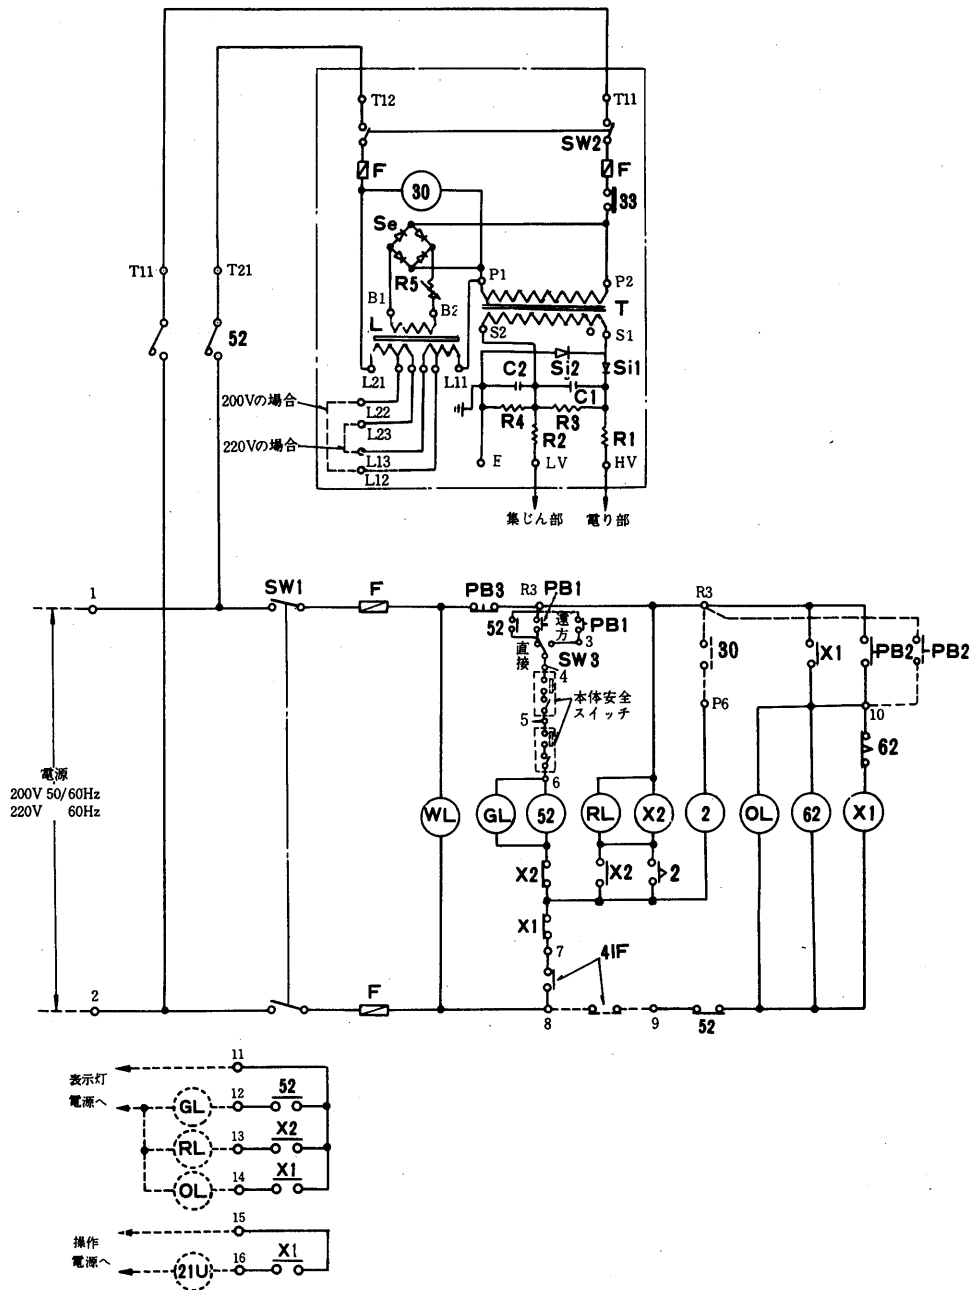 T12
T11
SW2
F
F
30
33
Se
T11
T21
R5
P1
P2
B1
B2
L
T
52
S2
S1
Si2
Si1
L21
L11
C2
C1
200Vの場合
L22
R4
R3
L23
R2
R1
220Vの場合
L13
E
LV
HV
L12
集じん部
電り部
1
SW1
F
PB3
R3
PB1
R3
52
遠方
PB1
3
直接
SW3
30
X1
PB2
PB2
4
本体安全
スイッチ
P6
5
10
62
6
電源
200V 50/60Hz
220V 60Hz
WL
GL
52
RL
X2
2
OL
62
X1
X2
X2
2
X1
7
41F
2
F
8
9
52
11
表示灯
電源へ
12
52
GL
13
X2
RL
14
X1
OL
15
操作
電源へ
16
X1
21U